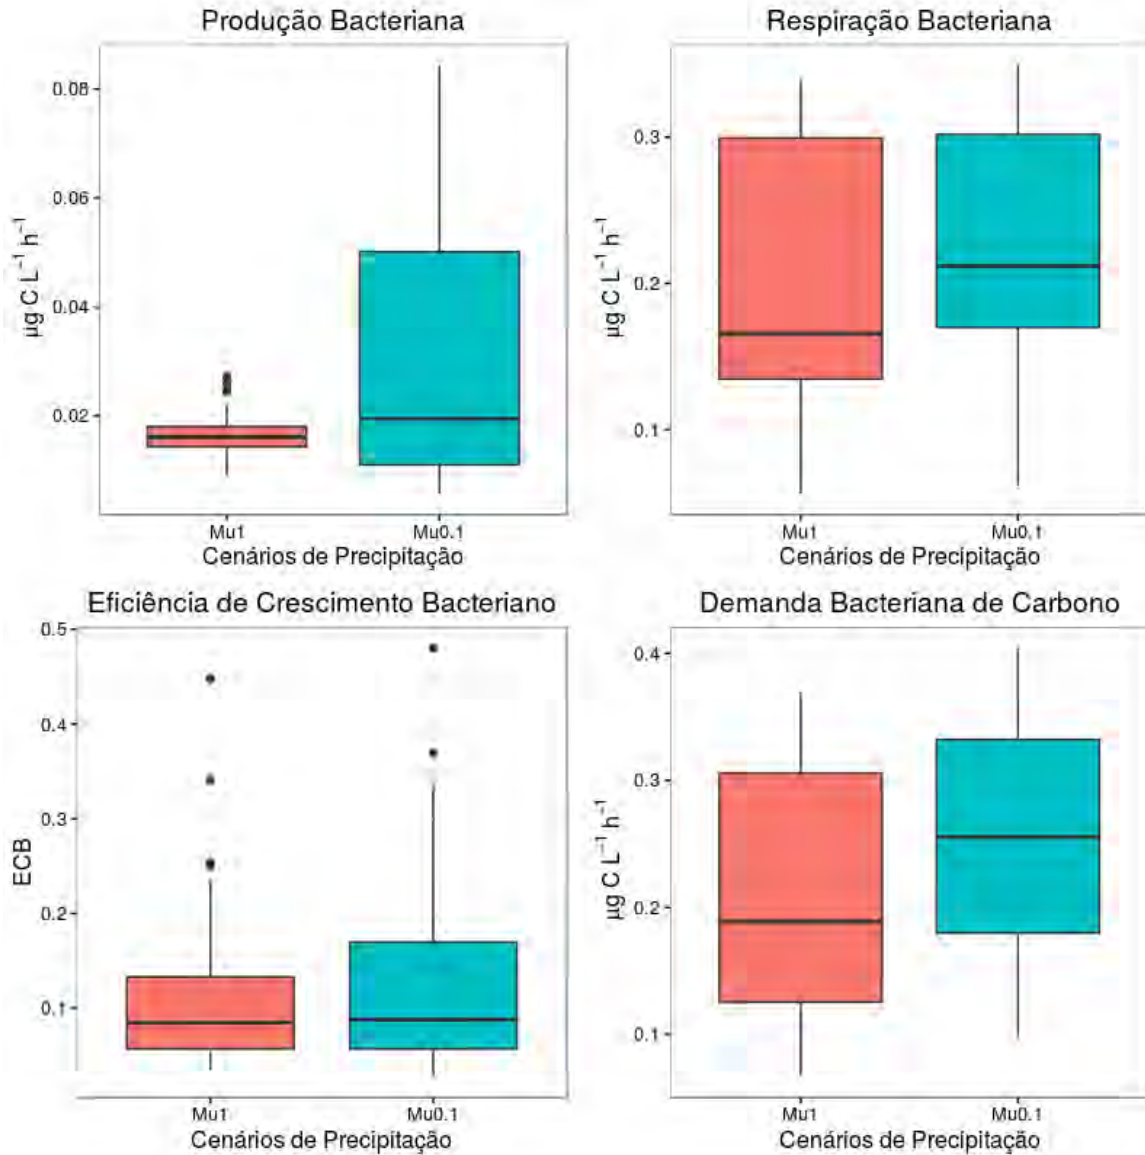 Produção Bacteriana
0.08
0.06
0.04
0.02
µg·C·L⁻¹ h⁻¹
Mu1
Mu0.1
Cenários de Precipitação
Respiração Bacteriana
0.3
0.2
0.1
µg·C·L⁻¹ h⁻¹
Mu1
Mu0.1
Cenários de Precipitação
Eficiência de Crescimento Bacteriano
0.5
0.4
0.3
0.2
0.1
ECB
Mu1
Mu0.1
Cenários de Precipitação
Demanda Bacteriana de Carbono
0.4
0.3
0.2
0.1
µg C L⁻¹ h⁻¹
Mu1
Mu0.1
Cenários de Precipitação